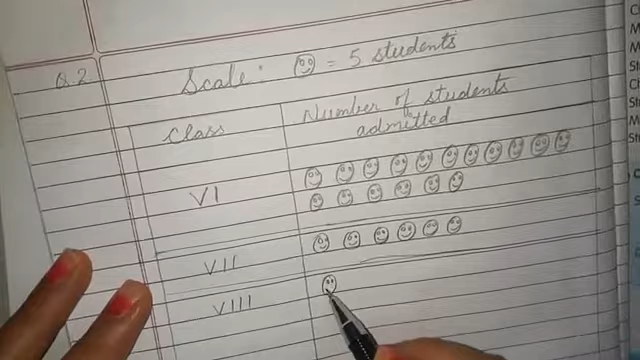 Q.2
Scale: = 5 students
Class
Number of students
admitted
VI
VII
VIII